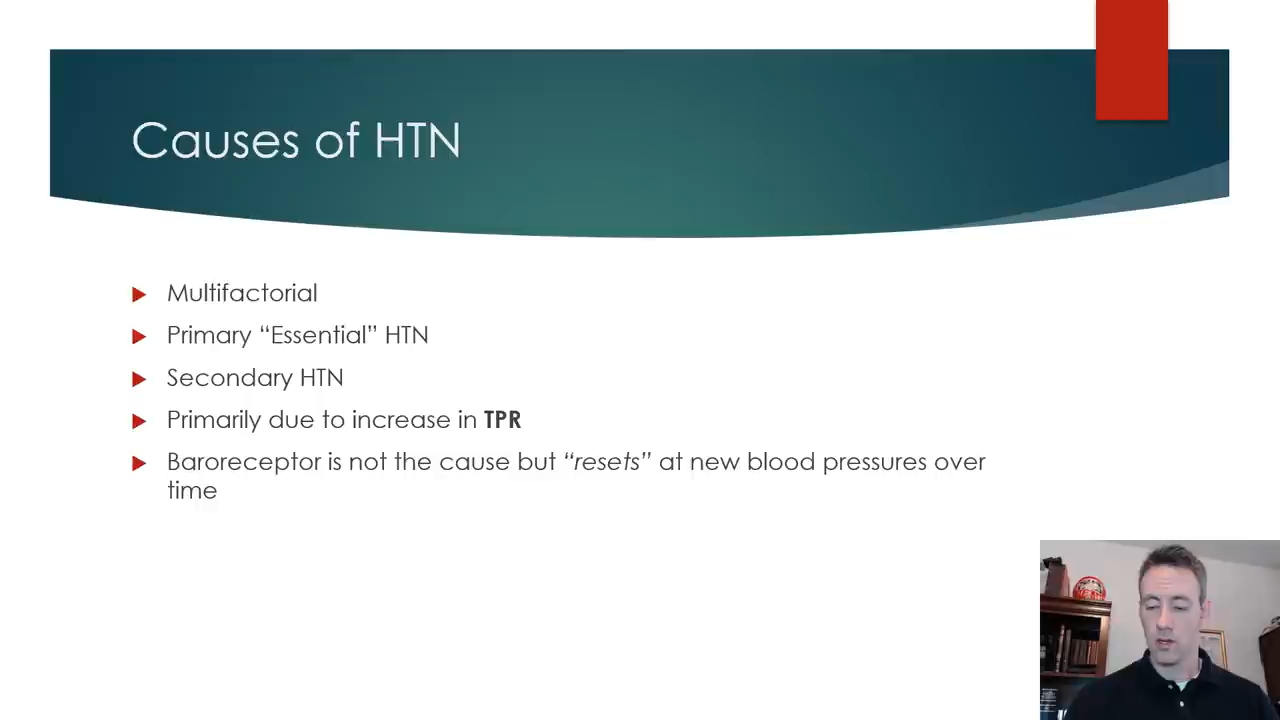 Causes of HTN
Multifactorial
Primary “Essential” HTN
Secondary HTN
Primarily due to increase in TPR
Baroreceptor is not the cause but “resets” at new blood pressures over
time